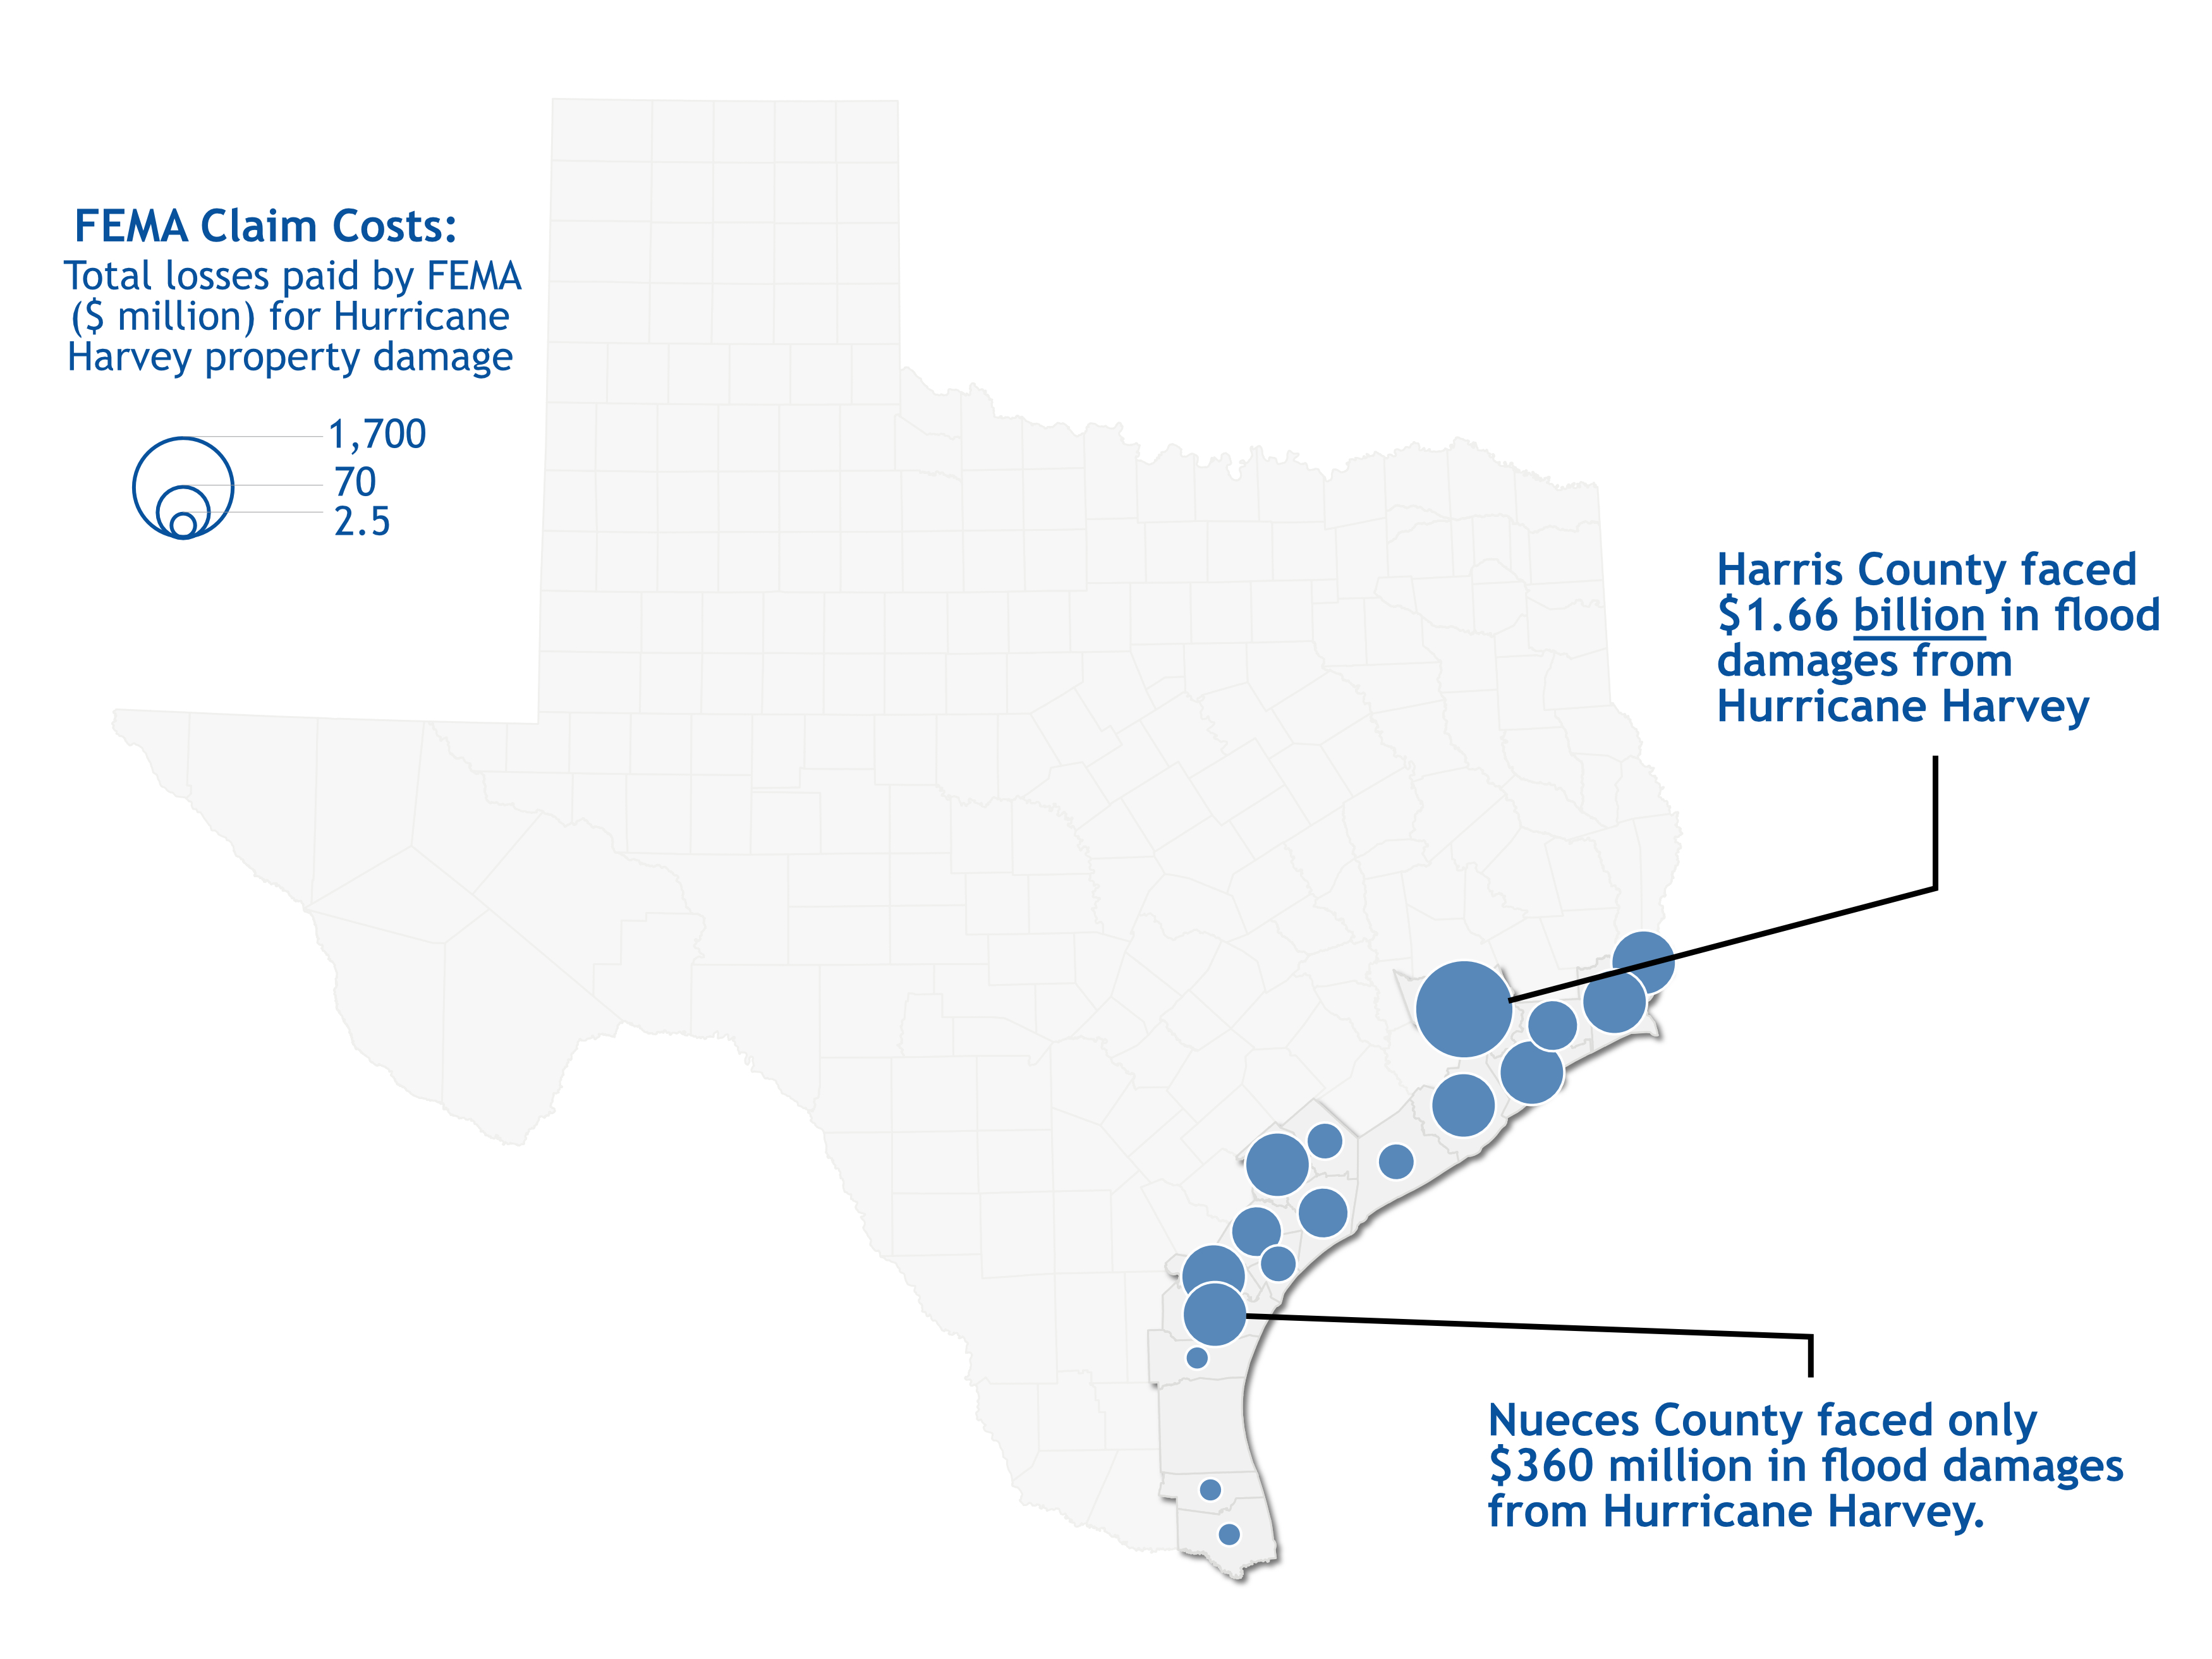 FEMA Claim Costs:
Total losses paid by FEMA
($ million) for Hurricane
Harvey property damage
1,700
70
2.5
Harris County faced
$1.66 billion in flood
damages from
Hurricane Harvey
Nueces County faced only
$360 million in flood damages
from Hurricane Harvey.